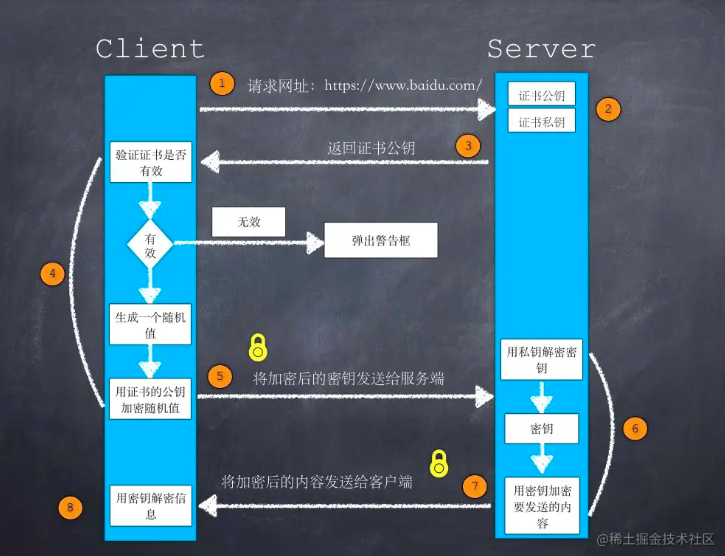 Client
Server
1
请求网址：https://www.baidu.com/
证书公钥
证书私钥
2
3
返回证书公钥
验证证书是否
有效
有
效
无效
弹出警告框
4
生成一个随机
值
用证书的公钥
加密随机值
5
将加密后的密钥发送给服务端
用私钥解密密
钥
密钥
6
用密钥加密
要发送的内
容
7
将加密后的内容发送给客户端
8
用密钥解密信
息
@稀土掘金技术社区